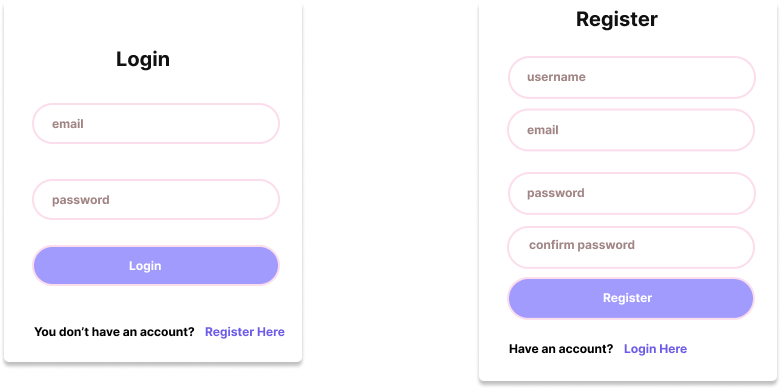 Login
email
password
Login
You don’t have an account? Register Here
Register
username
email
password
confirm password
Register
Have an account? Login Here